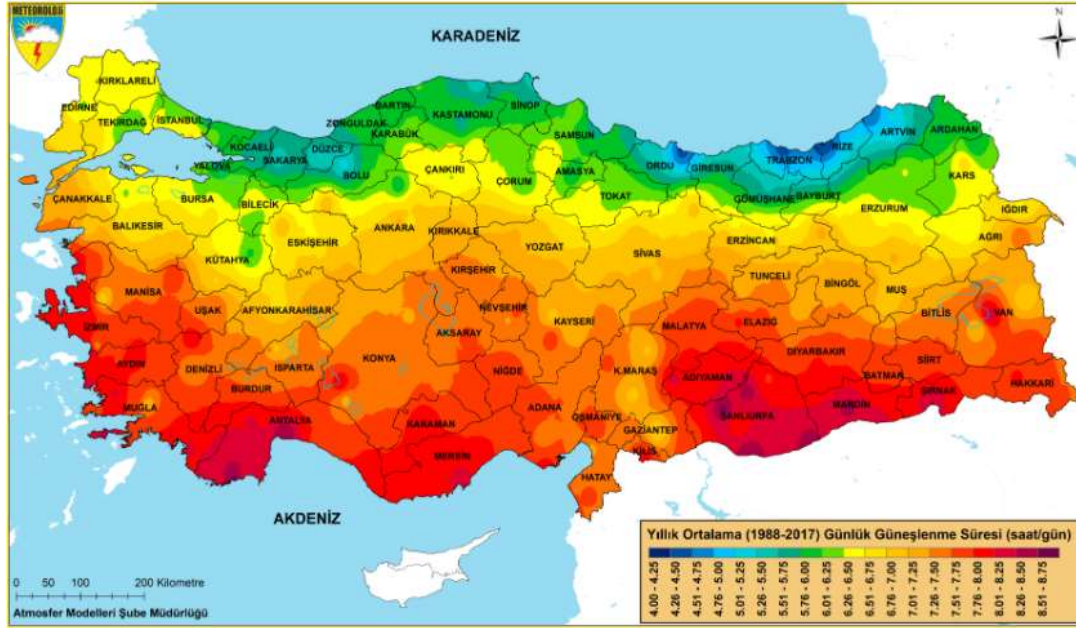 METEOROLOJİ
N
KARADENİZ
KIRKLARELİ
EDİRNE
TEKİRDAĞ
İSTANBUL
KOCAELİ
YALOVA
SAKARYA
DÜZCE
ZONGULDAK
BARTIN
KARABÜK
KASTAMONU
SİNOP
SAMSUN
BOLU
ÇANKIRI
ÇORUM
AMASYA
TOKAT
ORDU
GİRESUN
TRABZON
RİZE
ARTVİN
ARDAHAN
GÜMÜŞHANE
BAYBURT
KARS
ERZURUM
IĞDIR
AĞRI
ÇANAKKALE
BALIKESİR
BURSA
BİLECİK
ESKİŞEHİR
KÜTAHYA
ANKARA
KIRIKKALE
YOZGAT
SİVAS
ERZİNCAN
TUNCELİ
BİNGÖL
MUŞ
BİTLİS
VAN
MANİSA
İZMİR
UŞAK
AFYONKARAHİSAR
KIRŞEHİR
NEVŞEHİR
AKSARAY
KAYSERİ
MALATYA
ELAZIĞ
DİYARBAKIR
SİİRT
BATMAN
ŞIRNAK
HAKKARİ
AYDIN
DENİZLİ
ISPARTA
BURDUR
KONYA
NİĞDE
K.MARAŞ
ADIYAMAN
ŞANLIURFA
MARDİN
MUĞLA
ANTALYA
KARAMAN
MERSİN
ADANA
OSMANİYE
GAZİANTEP
KİLİS
HATAY
AKDENİZ
0 50 100 200 Kilometre
Atmosfer Modelleri Şube Müdürlüğü
Yıllık Ortalama (1988-2017) Günlük Güneşlenme Süresi (saat/gün)
4.00 - 4.25
4.26 - 4.50
4.51 - 4.75
4.76 - 5.00
5.01 - 5.25
5.26 - 5.50
5.51 - 5.75
5.76 - 6.00
6.01 - 6.25
6.26 - 6.50
6.51 - 6.75
6.76 - 7.00
7.01 - 7.25
7.26 - 7.50
7.51 - 7.75
7.76 - 8.00
8.01 - 8.25
8.26 - 8.50
8.51 - 8.75